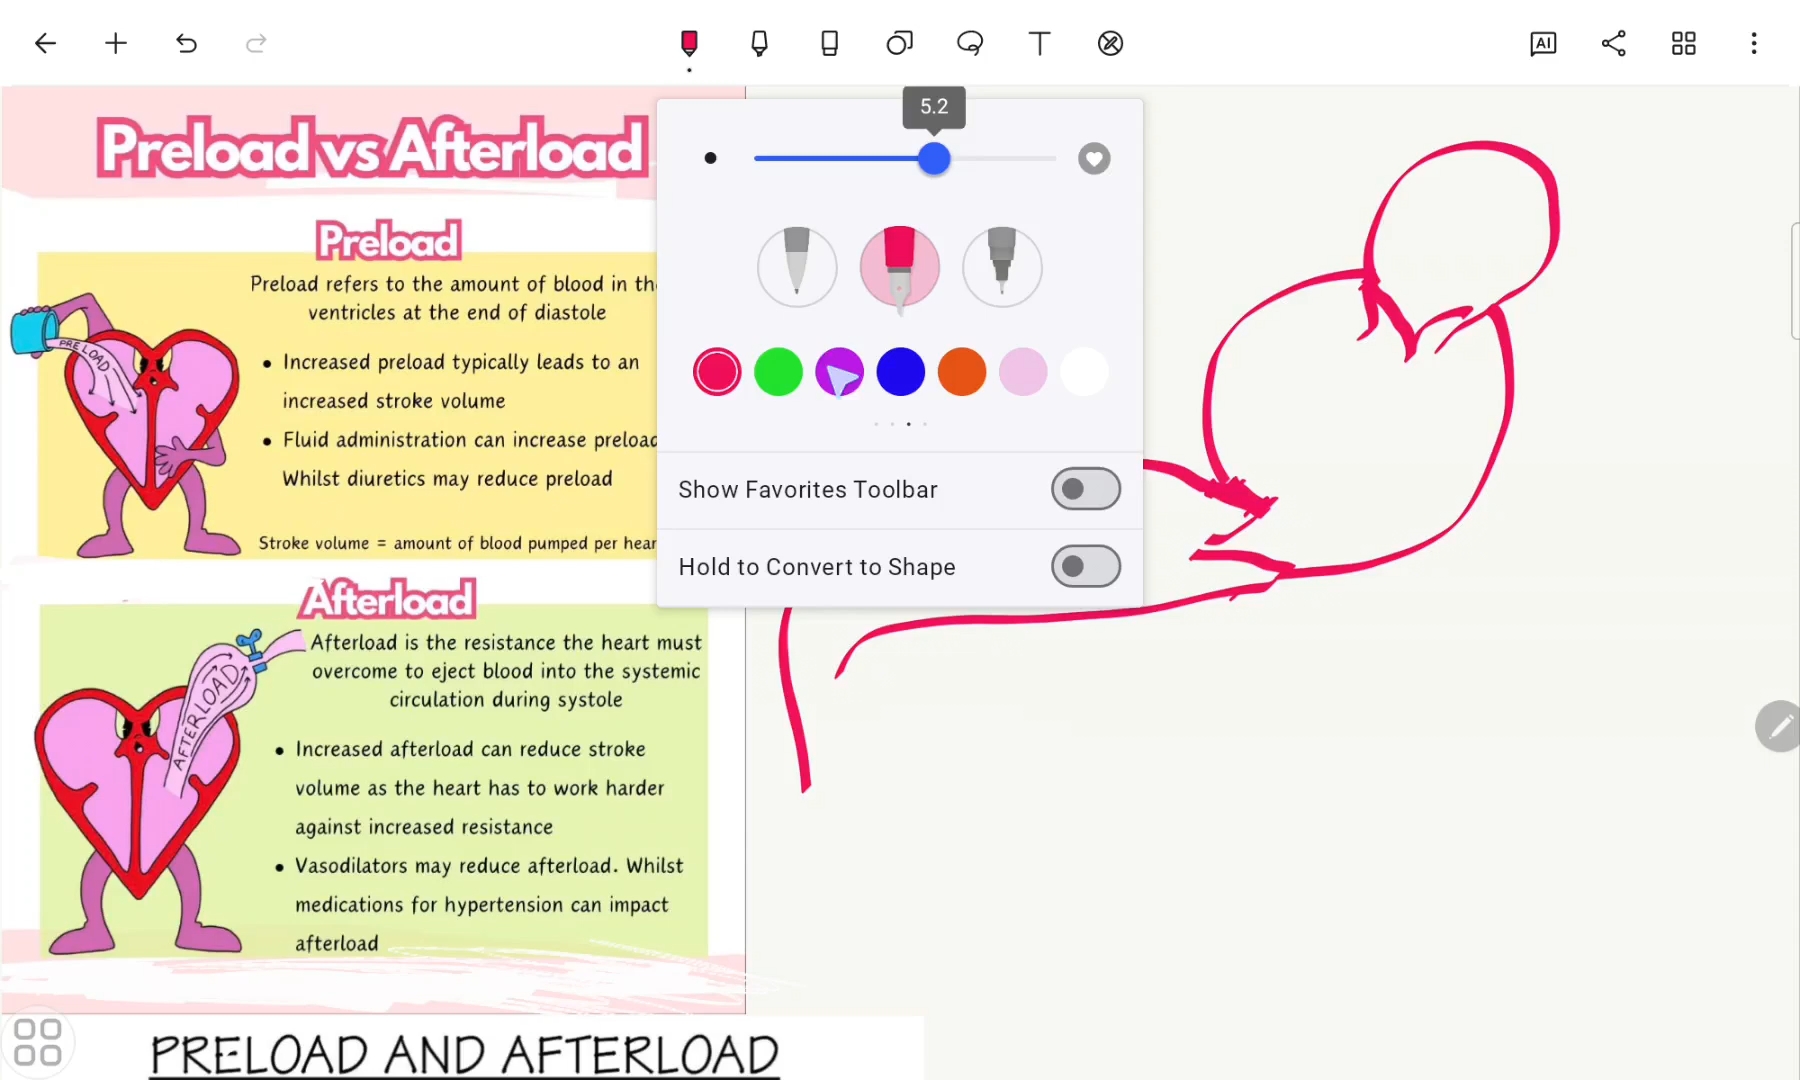 AI
5.2
Preload vs Afterload
Preload
Preload refers to the amount of blood in the
ventricles at the end of diastole
PRELOAD
• Increased preload typically leads to an
increased stroke volume
• Fluid administration can increase preload
Whilst diuretics may reduce preload
Stroke volume = amount of blood pumped per hear
Show Favorites Toolbar
Hold to Convert to Shape
Afterload
Afterload is the resistance the heart must
overcome to eject blood into the systemic
circulation during systole
AFTERLOAD
• Increased afterload can reduce stroke
volume as the heart has to work harder
against increased resistance
• Vasodilators may reduce afterload. Whilst
medications for hypertension can impact
afterload
PRELOAD AND AFTERLOAD